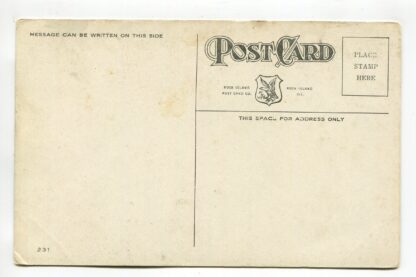 MESSAGE CAN BE WRITTEN ON THIS SIDE
POST CARD
PLACE
STAMP
HERE
ROCK ISLAND
POST CARD CO.
ROCK ISLAND
ILL.
THIS SPACE FOR ADDRESS ONLY
231